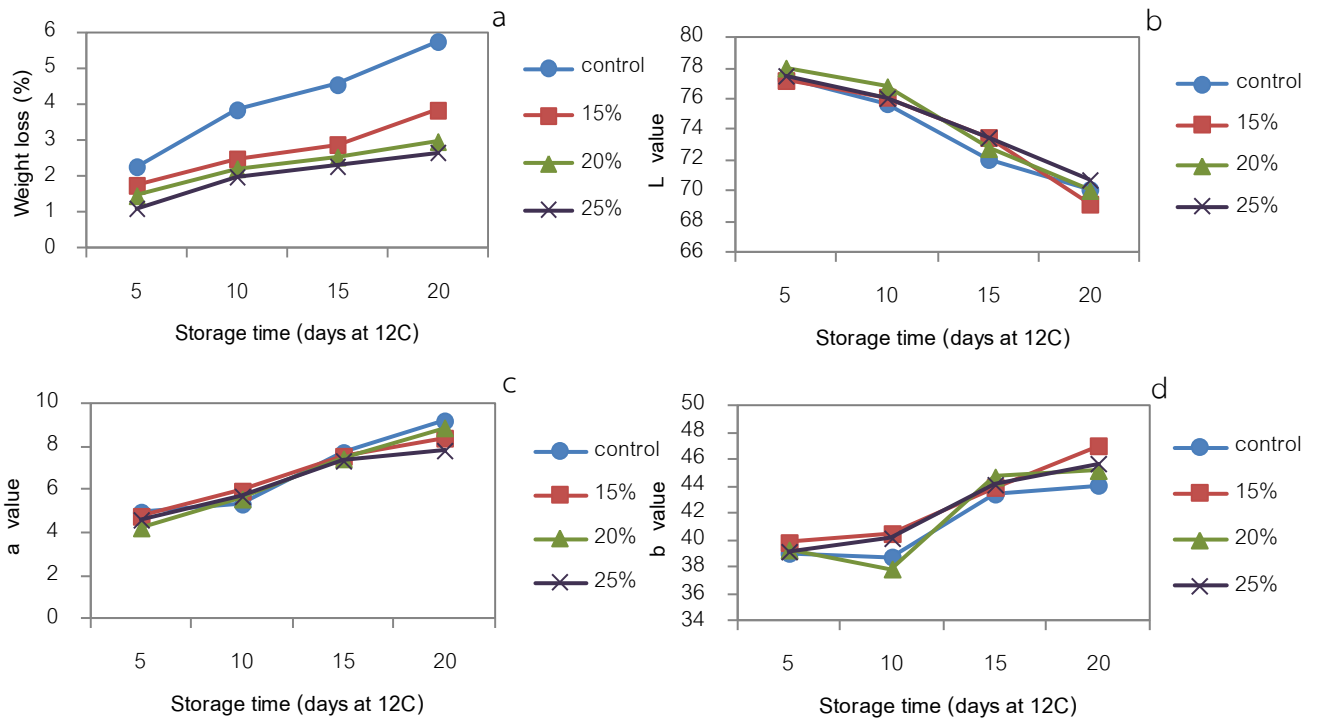 a
6
5
4
3
2
1
0
Weight loss (%)
5 10 15 20
Storage time (days at 12C)
control
15%
20%
25%
b
80
78
76
74
72
70
68
66
L value
5 10 15 20
Storage time (days at 12C)
control
15%
20%
25%
c
10
8
6
4
2
0
a value
5 10 15 20
Storage time (days at 12C)
control
15%
20%
25%
d
50
48
46
44
42
40
38
36
34
b value
5 10 15 20
Storage time (days at 12C)
control
15%
20%
25%